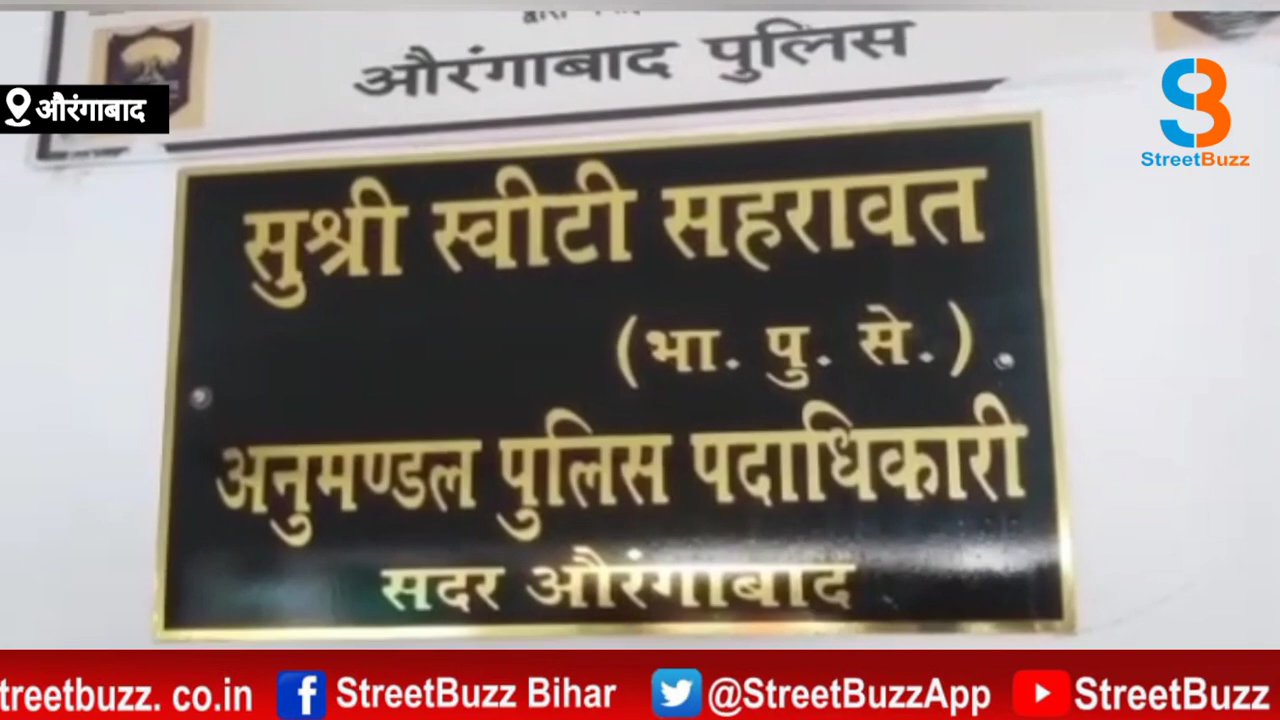 औरंगाबाद पुलिस
औरंगाबाद
StreetBuzz
सुश्री स्वीटी सहरावत
(भा. पु. से.)
अनुमण्डल पुलिस पदाधिकारी
सदर औरंगाबाद
treetbuzz. co.in StreetBuzz Bihar @StreetBuzzApp StreetBuzz